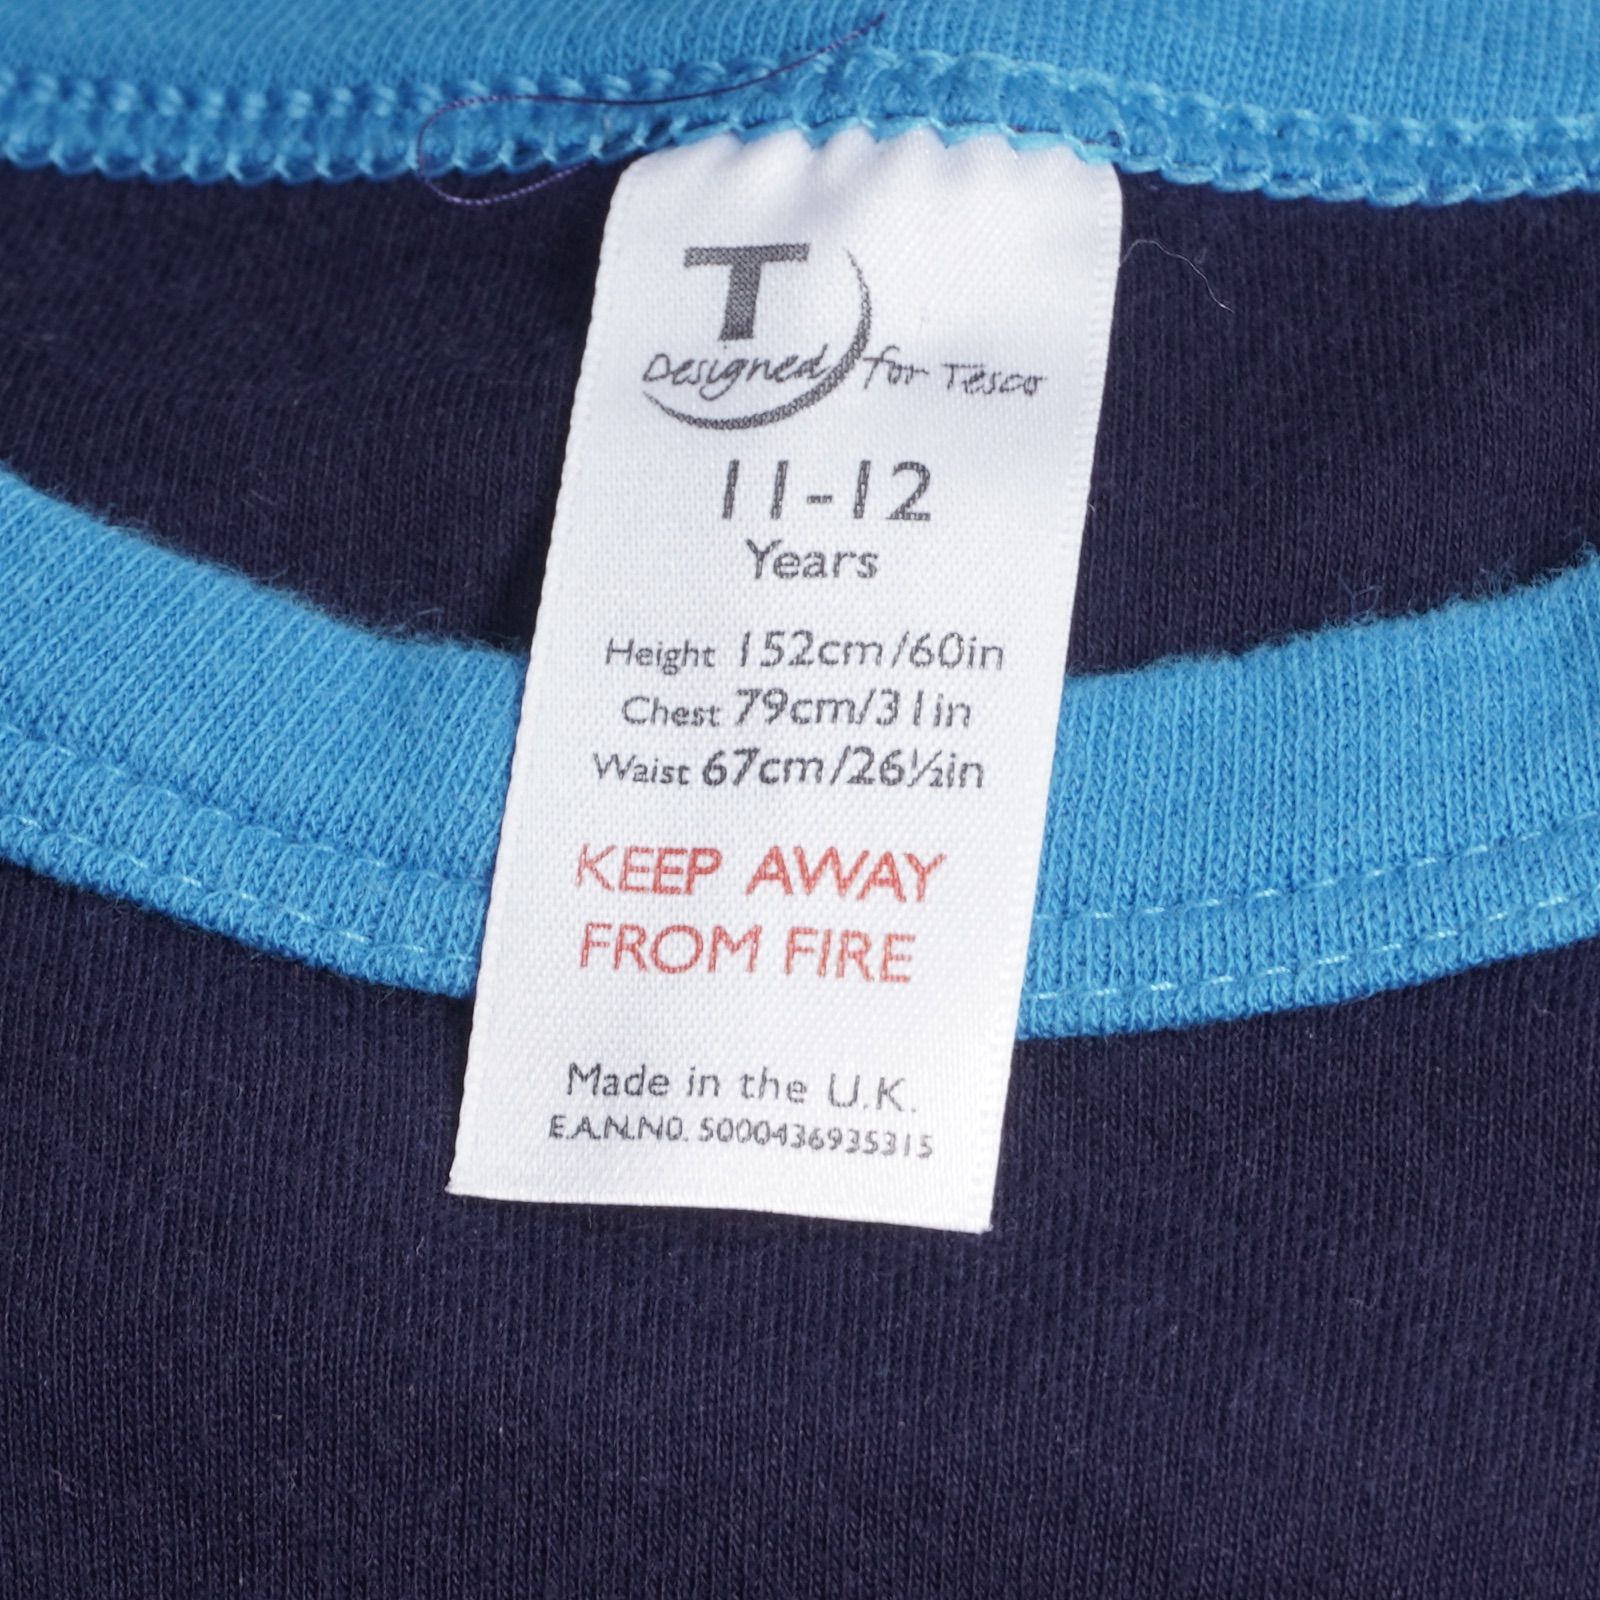 T
Designed for Tesco
11-12
Years
Height 152cm/60in
Chest 79cm/31in
Waist 67cm/26½in
KEEP AWAY
FROM FIRE
Made in the U.K.
E.A.N.NO. 5000436935315